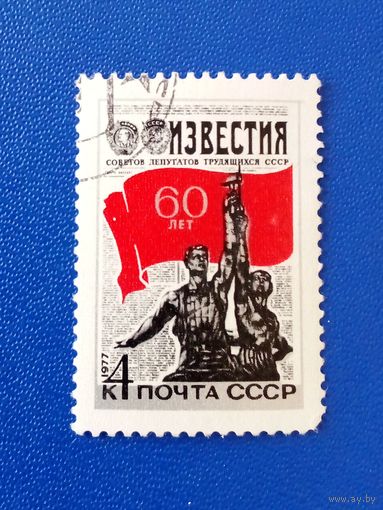 ИЗВЕСТИЯ
СОВЕТОВ ДЕПУТАТОВ ТРУДЯЩИХСЯ СССР
60
ЛЕТ
1977
4
К ПОЧТА СССР
www.ay.by